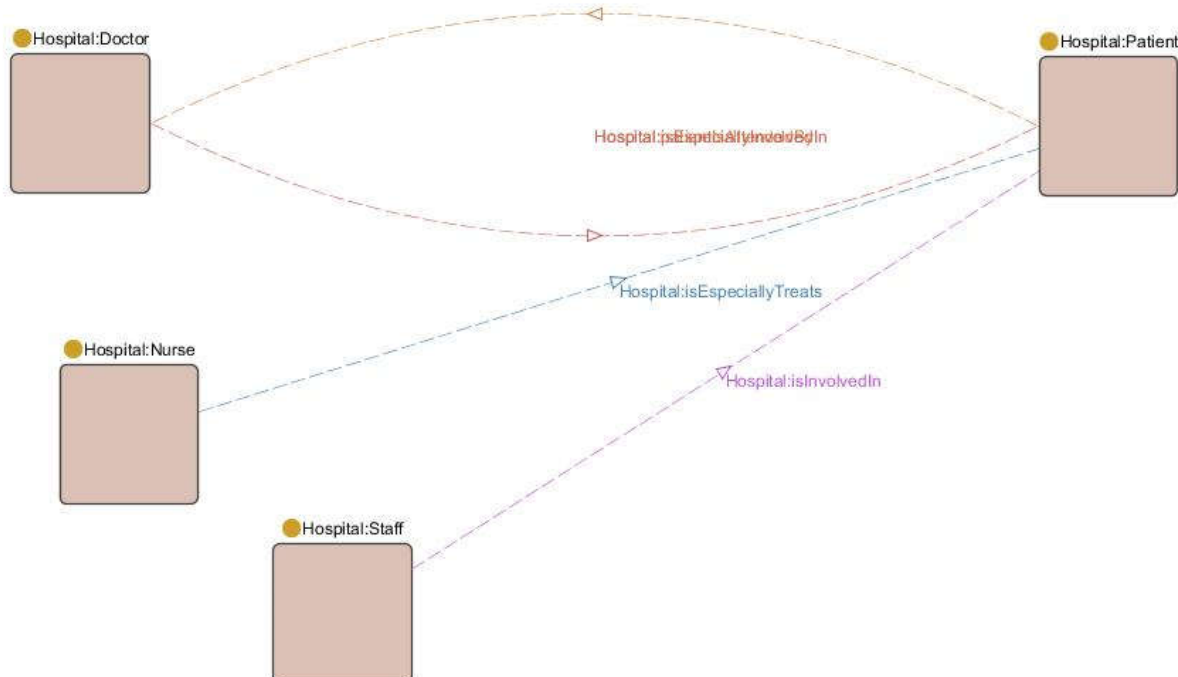 Hospital:Doctor
Hospital:Patient
Hospital:isEspeciallyTreats
Hospital:Nurse
Hospital:isInvolvedIn
Hospital:Staff